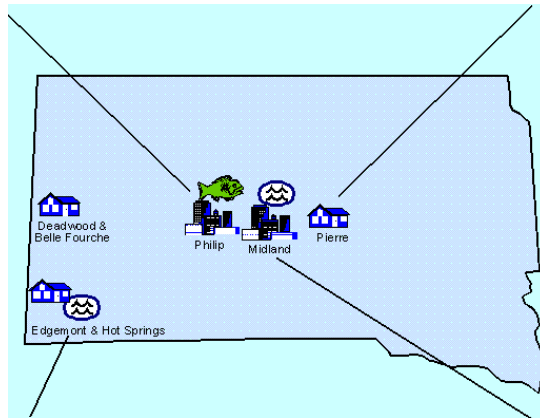 Deadwood &
Belle Fourche
Philip
Midland
Pierre
Edgemont & Hot Springs